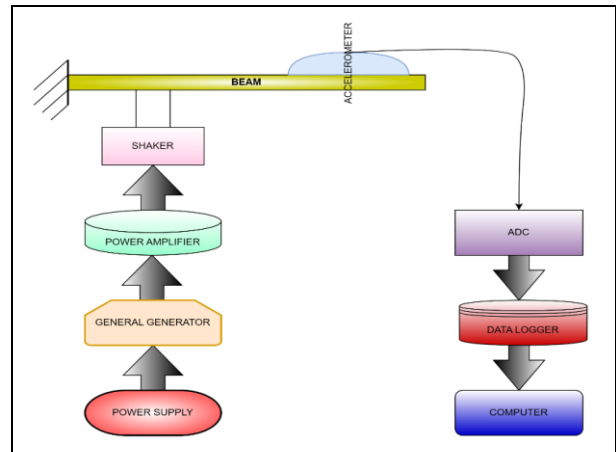 BEAM
ACCELEROMETER
SHAKER
POWER AMPLIFIER
GENERAL GENERATOR
POWER SUPPLY
ADC
DATA LOGGER
COMPUTER